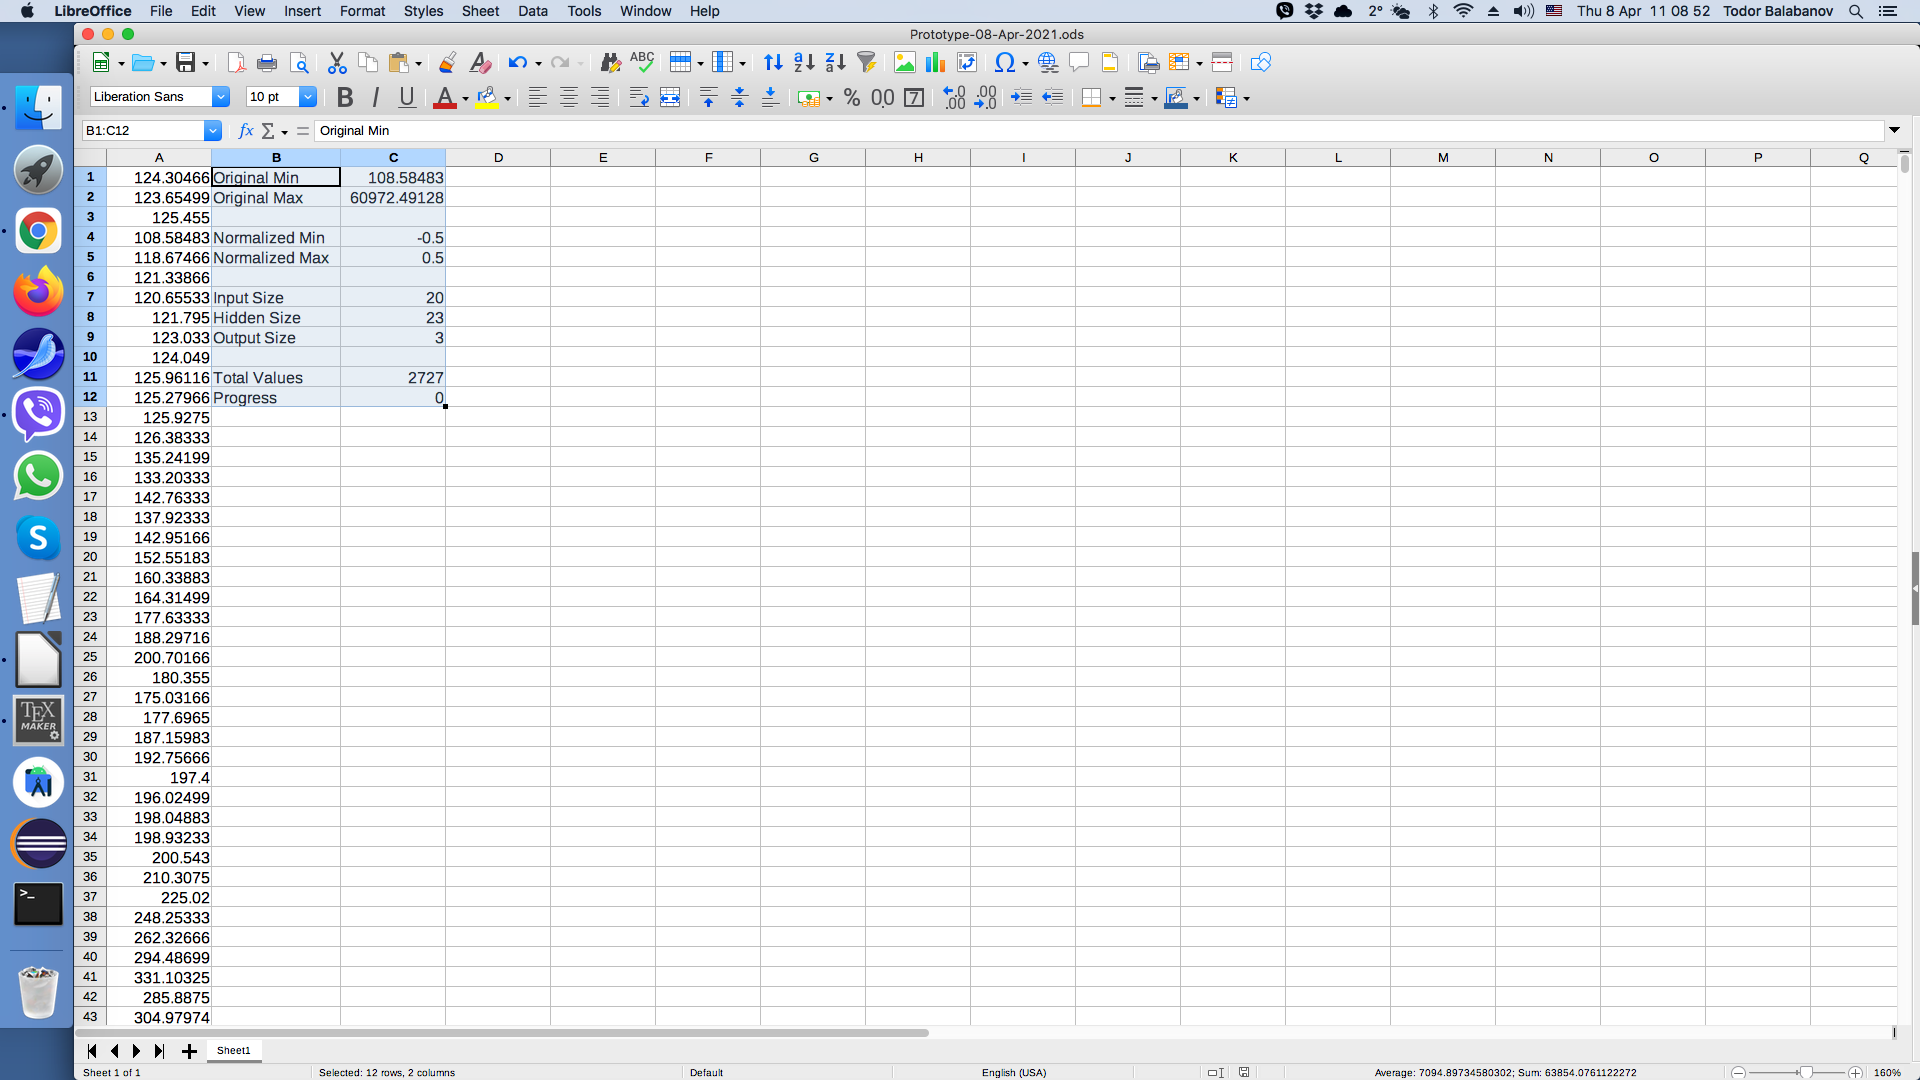 LibreOffice File Edit View Insert Format Styles Sheet Data Tools Window Help 2° Thu 8 Apr 11 08 52 Todor Balabanov
Prototype-08-Apr-2021.ods
ABC
Liberation Sans 10 pt B I U A % 00 7 .00 .00
B1:C12 fx Σ = Original Min
A B C D E F G H I J K L M N O P Q
1 124.30466 Original Min 108.58483
2 123.65499 Original Max 60972.49128
3 125.455
4 108.58483 Normalized Min -0.5
5 118.67466 Normalized Max 0.5
6 121.33866
7 120.65533 Input Size 20
8 121.795 Hidden Size 23
9 123.033 Output Size 3
10 124.049
11 125.96116 Total Values 2727
12 125.27966 Progress 0
13 125.9275
14 126.38333
15 135.24199
16 133.20333
17 142.76333
18 137.92333
19 142.95166
20 152.55183
21 160.33883
22 164.31499
23 177.63333
24 188.29716
25 200.70166
26 180.355
27 175.03166
28 177.6965
29 187.15983
30 192.75666
31 197.4
32 196.02499
33 198.04883
34 198.93233
35 200.543
36 210.3075
37 225.02
38 248.25333
39 262.32666
40 294.48699
41 331.10325
42 285.8875
43 304.97974
S
TEX
MAKER
>_
Sheet1
Sheet 1 of 1 Selected: 12 rows, 2 columns Default English (USA) Average: 7094.89734580302; Sum: 63854.0761122272 160%